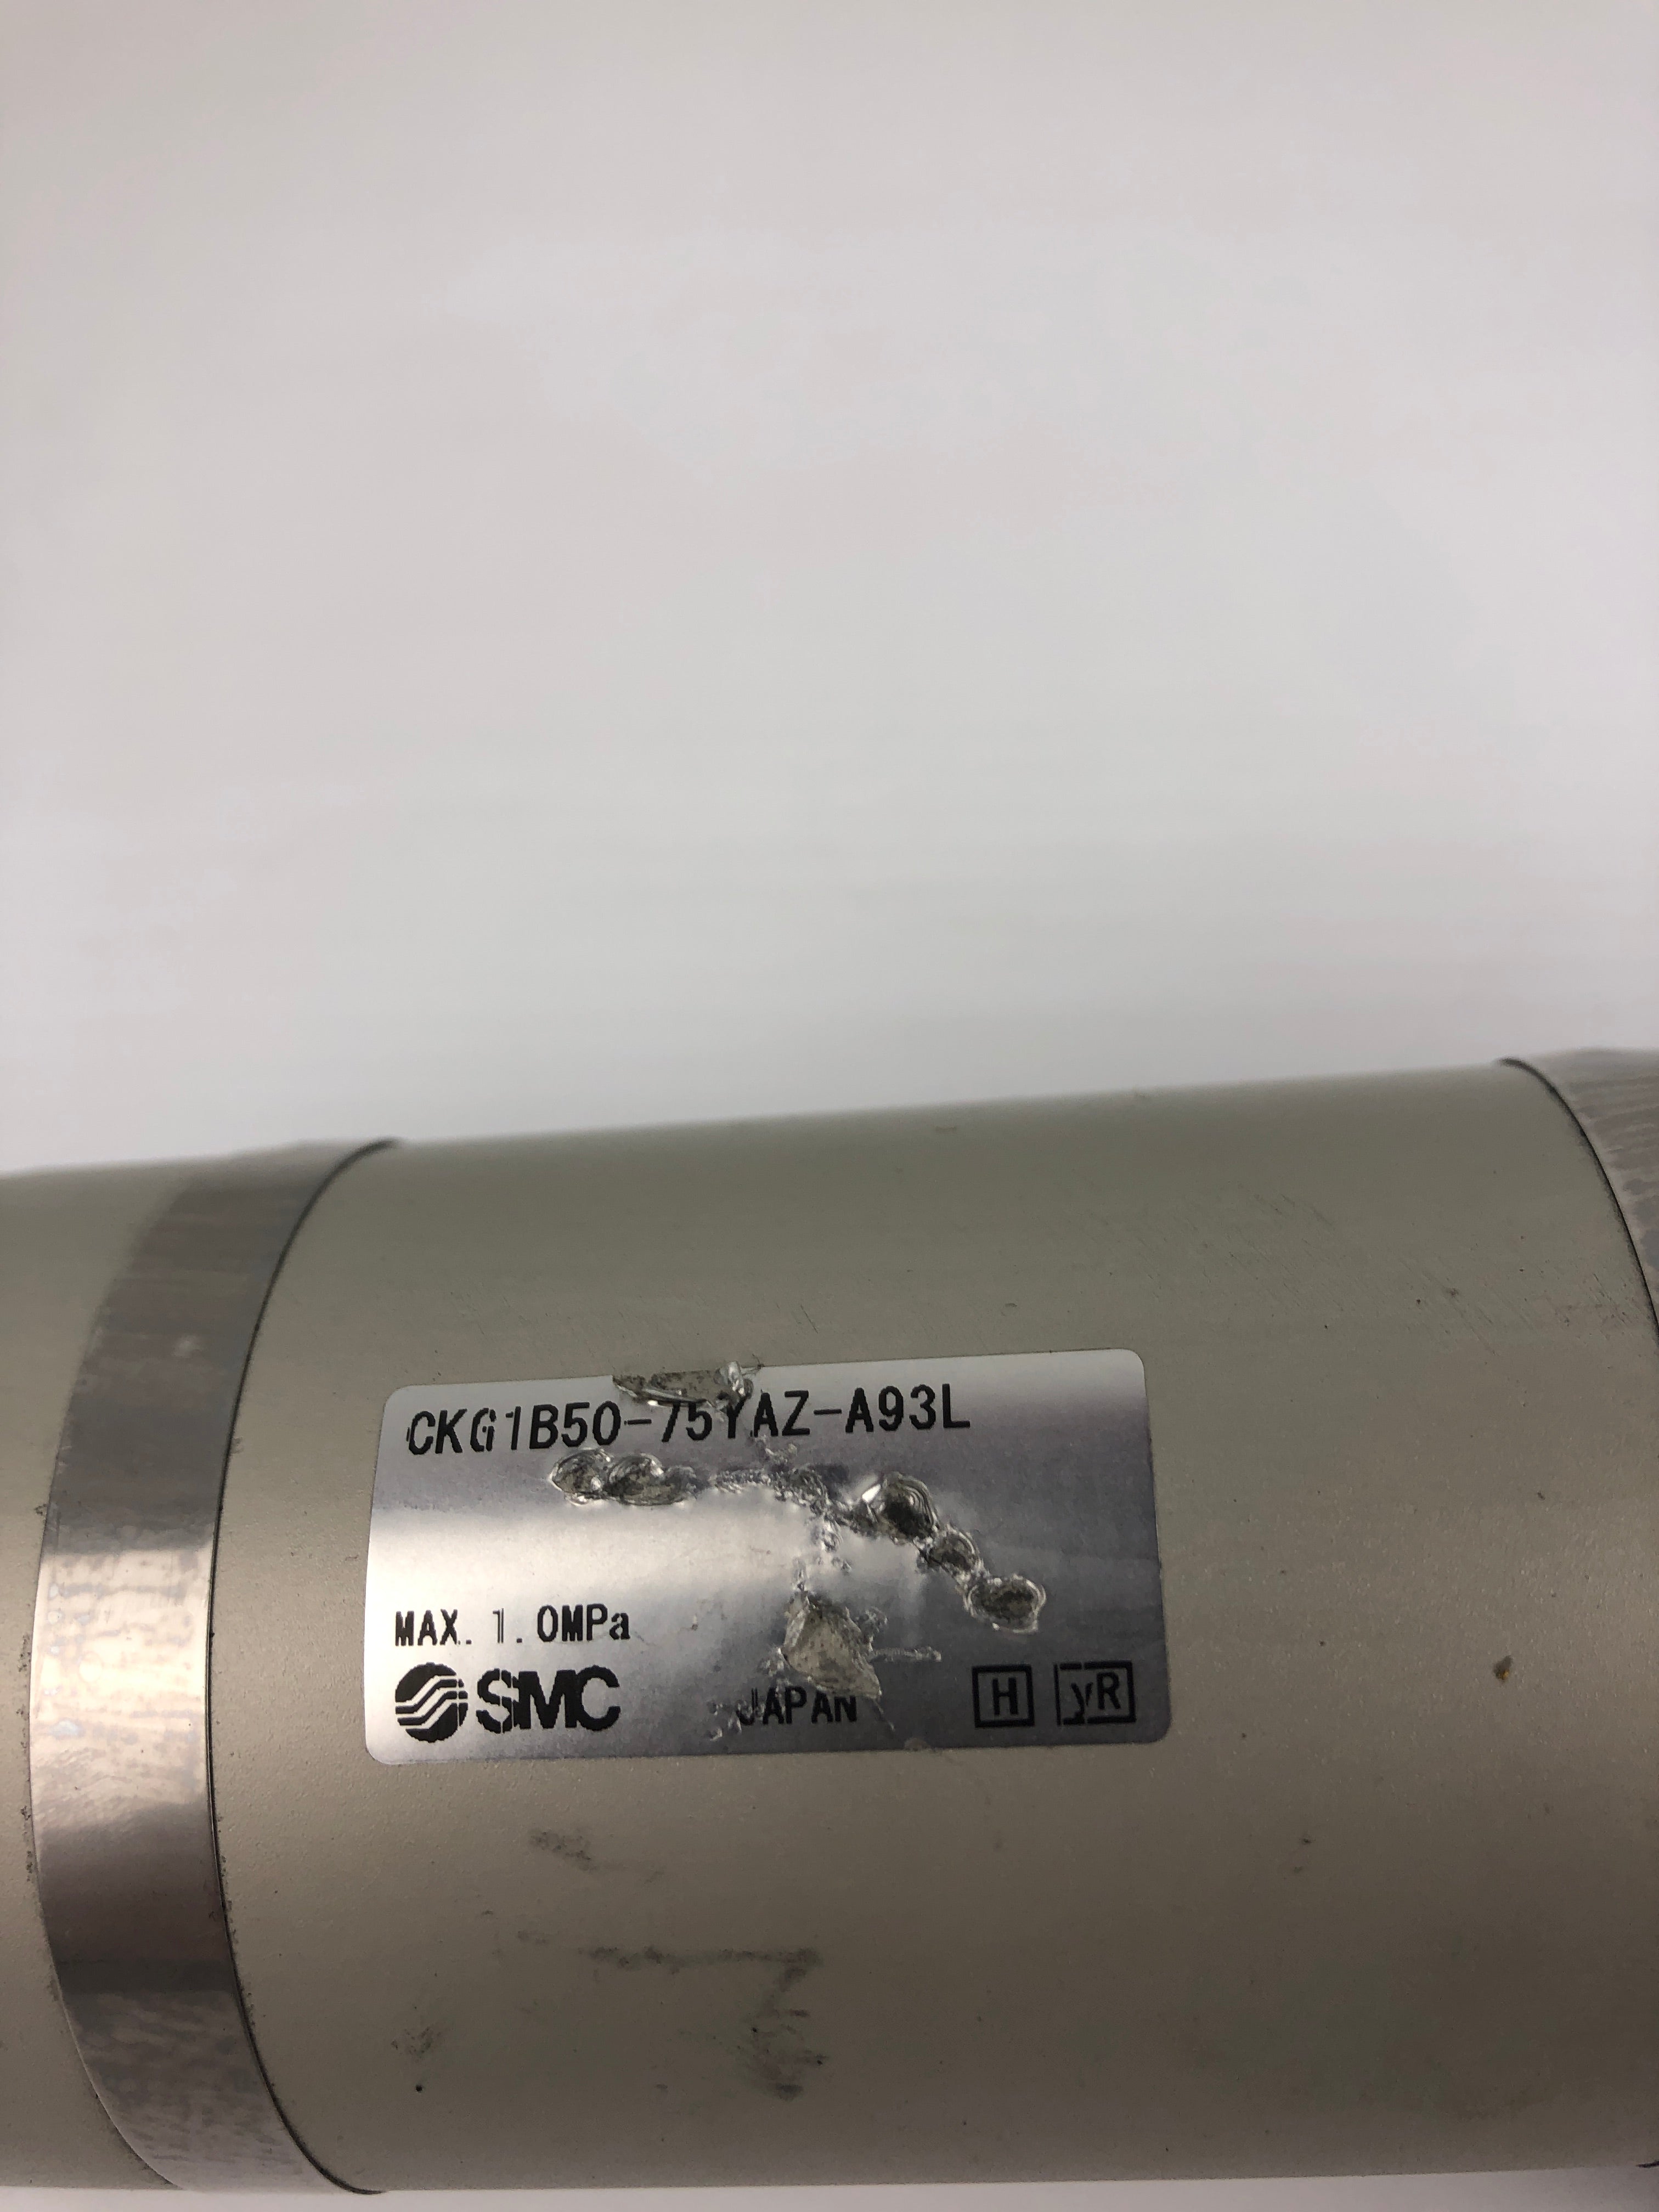 CKG1B50-75YAZ-A93L
MAX. 1.0MPa
SMC JAPAN H yR